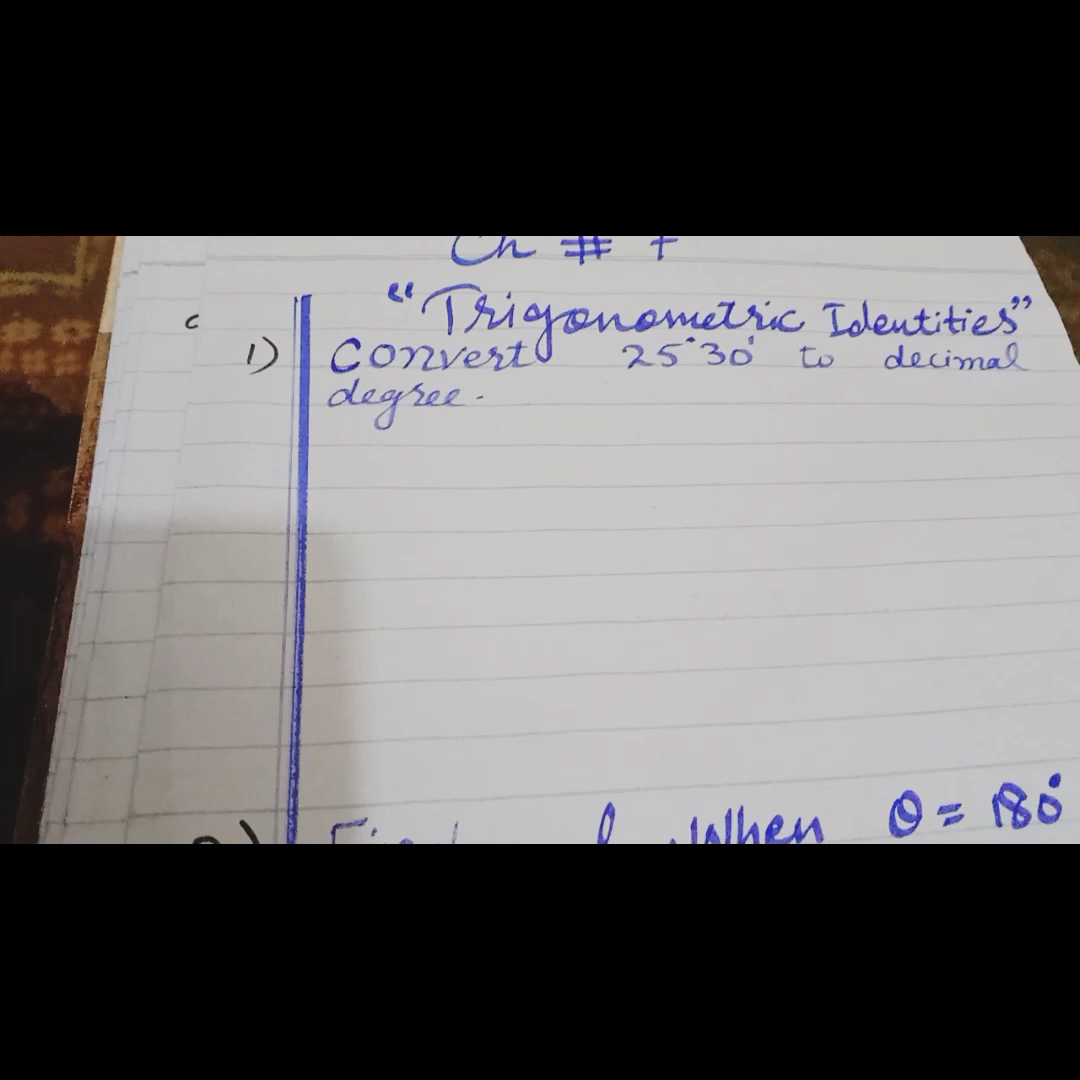 Ch # 7
"Trigonometric Identities"
1) Convert 25°30' to decimal
degree.
When θ = 180°